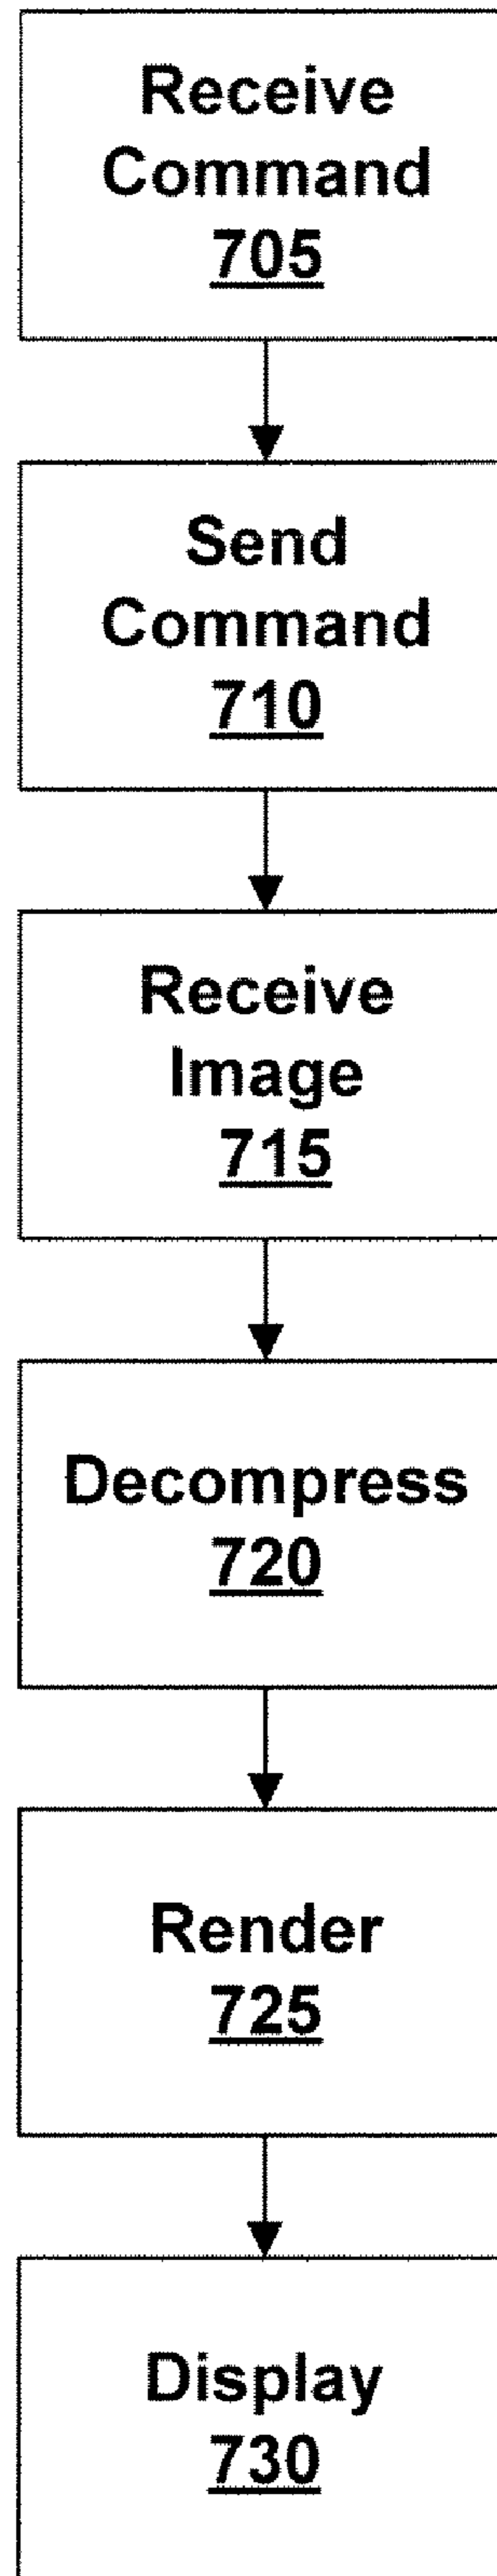 Receive
Command
705
Send
Command
710
Receive
Image
715
Decompress
720
Render
725
Display
730